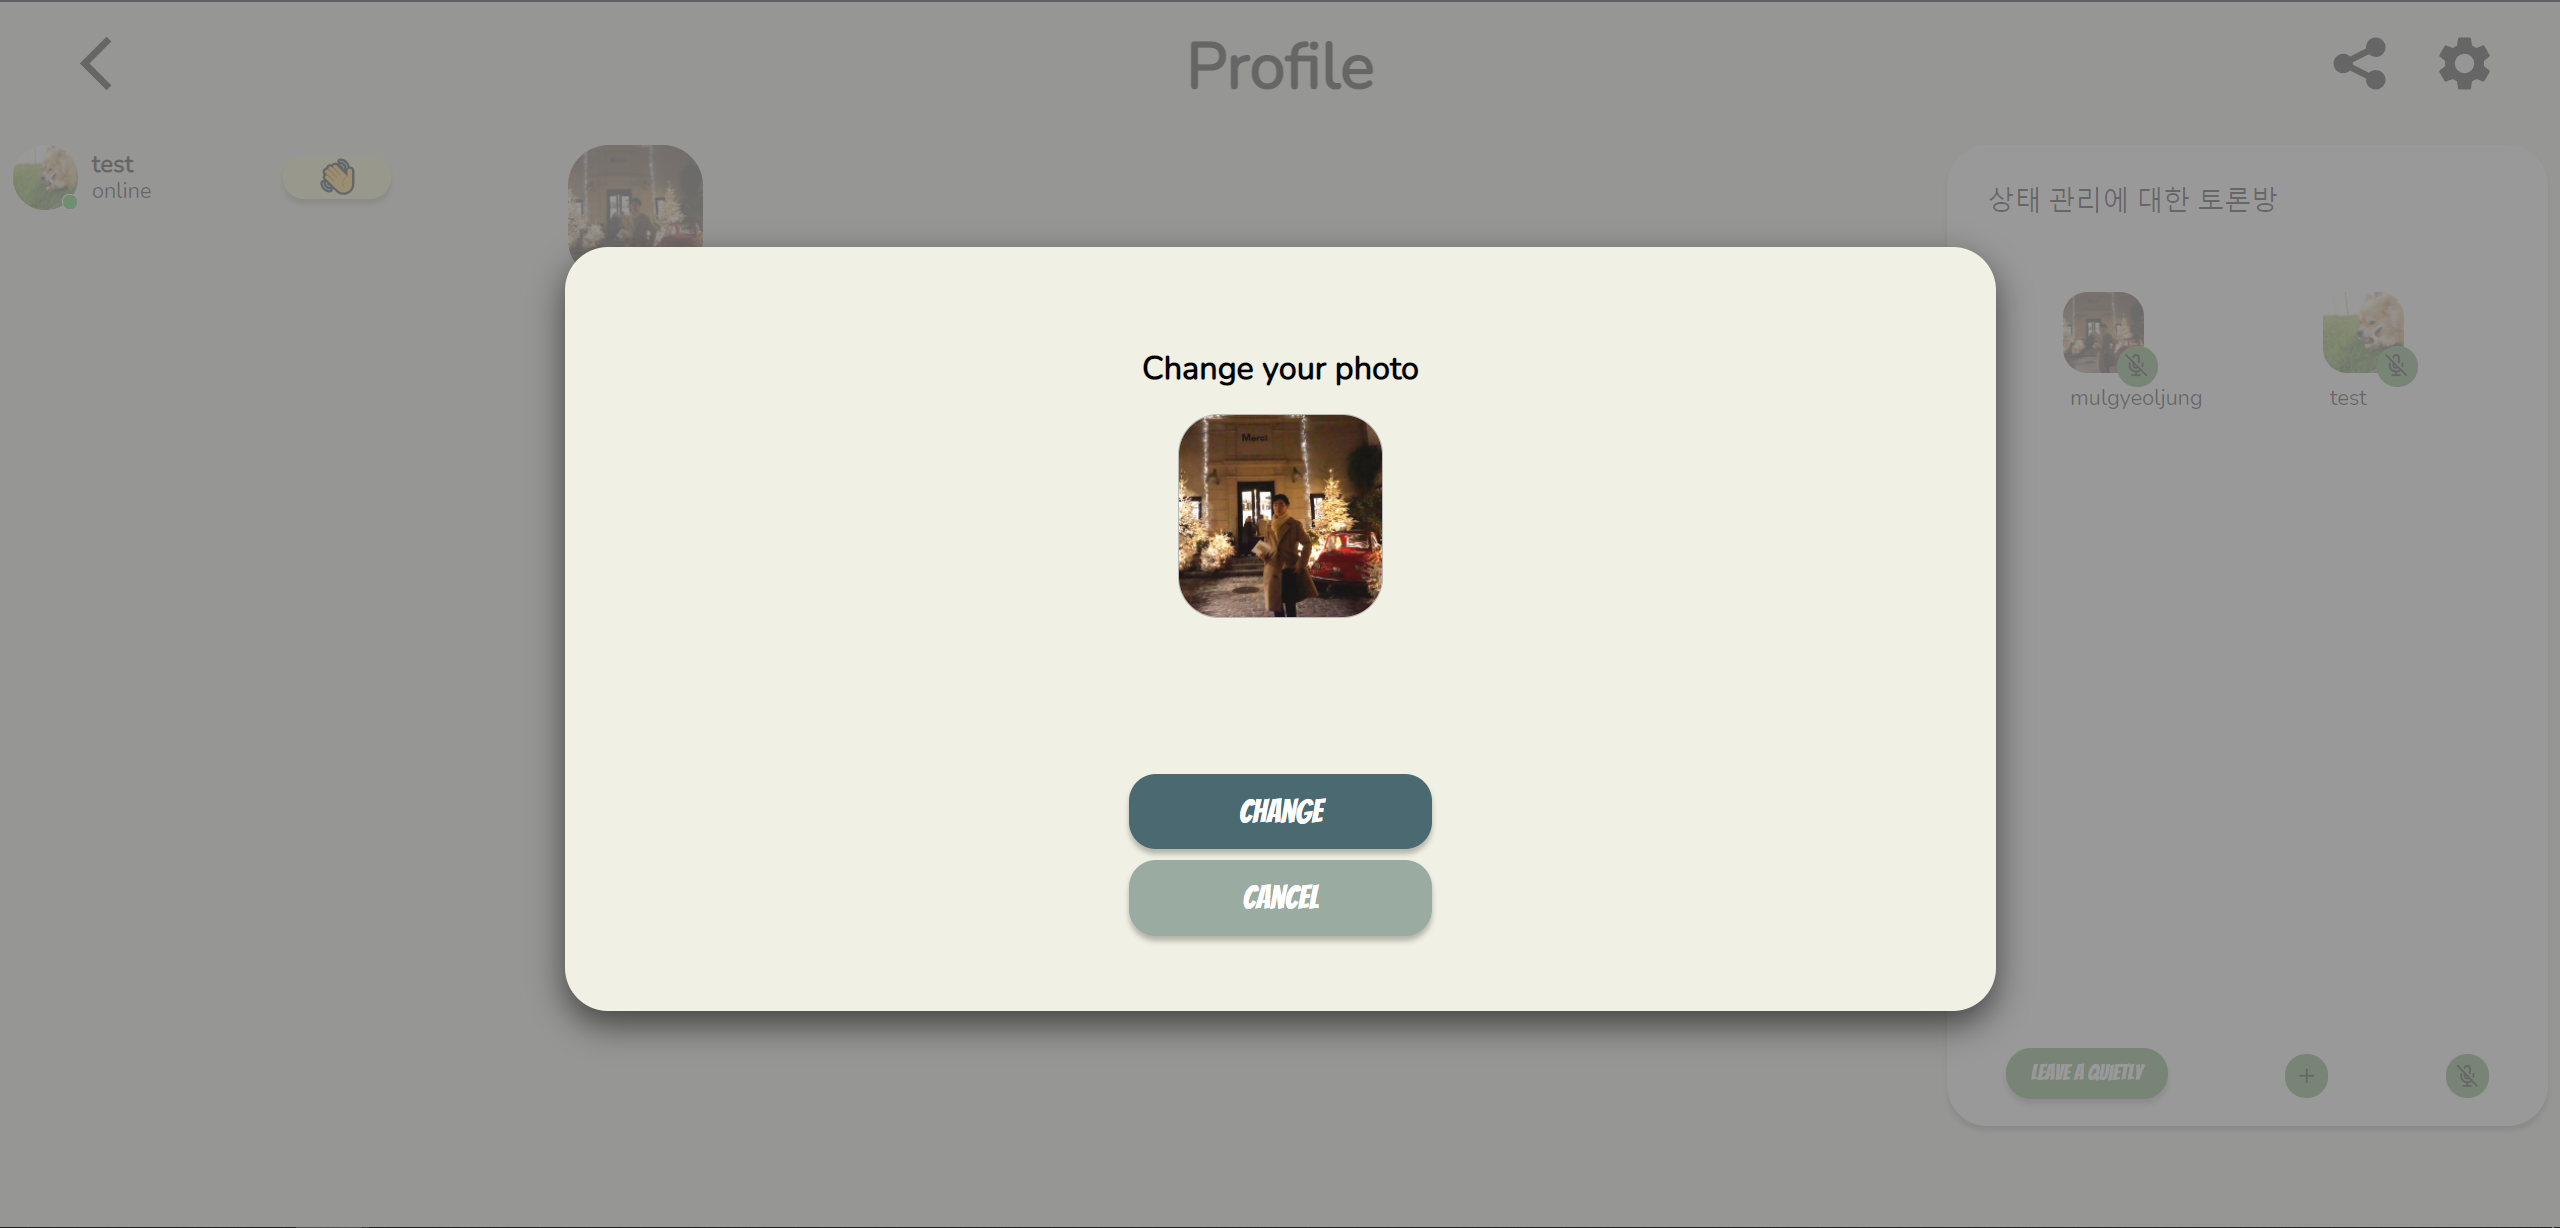 Profile
test
online
상태 관리에 대한 토론방
mulgyeoljung
test
Change your photo
Merci
CHANGE
CANCEL
LEAVE A QUIETLY